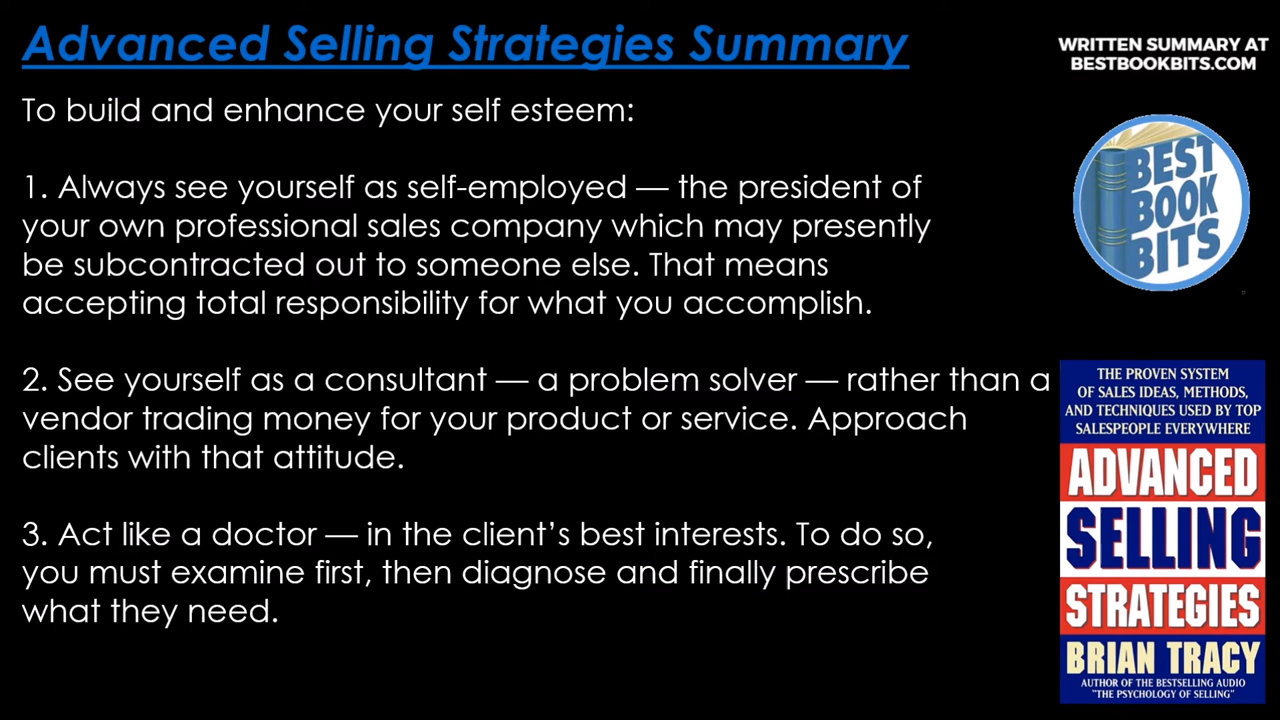 Advanced Selling Strategies Summary
WRITTEN SUMMARY AT
BESTBOOKBITS.COM
To build and enhance your self esteem:
1. Always see yourself as self-employed — the president of
your own professional sales company which may presently
be subcontracted out to someone else. That means
accepting total responsibility for what you accomplish.
2. See yourself as a consultant — a problem solver — rather than a
vendor trading money for your product or service. Approach
clients with that attitude.
3. Act like a doctor — in the client’s best interests. To do so,
you must examine first, then diagnose and finally prescribe
what they need.
BEST
BOOK
BITS
THE PROVEN SYSTEM
OF SALES IDEAS, METHODS,
AND TECHNIQUES USED BY TOP
SALESPEOPLE EVERYWHERE
ADVANCED
SELLING
STRATEGIES
BRIAN TRACY
AUTHOR OF THE BESTSELLING AUDIO
"THE PSYCHOLOGY OF SELLING"